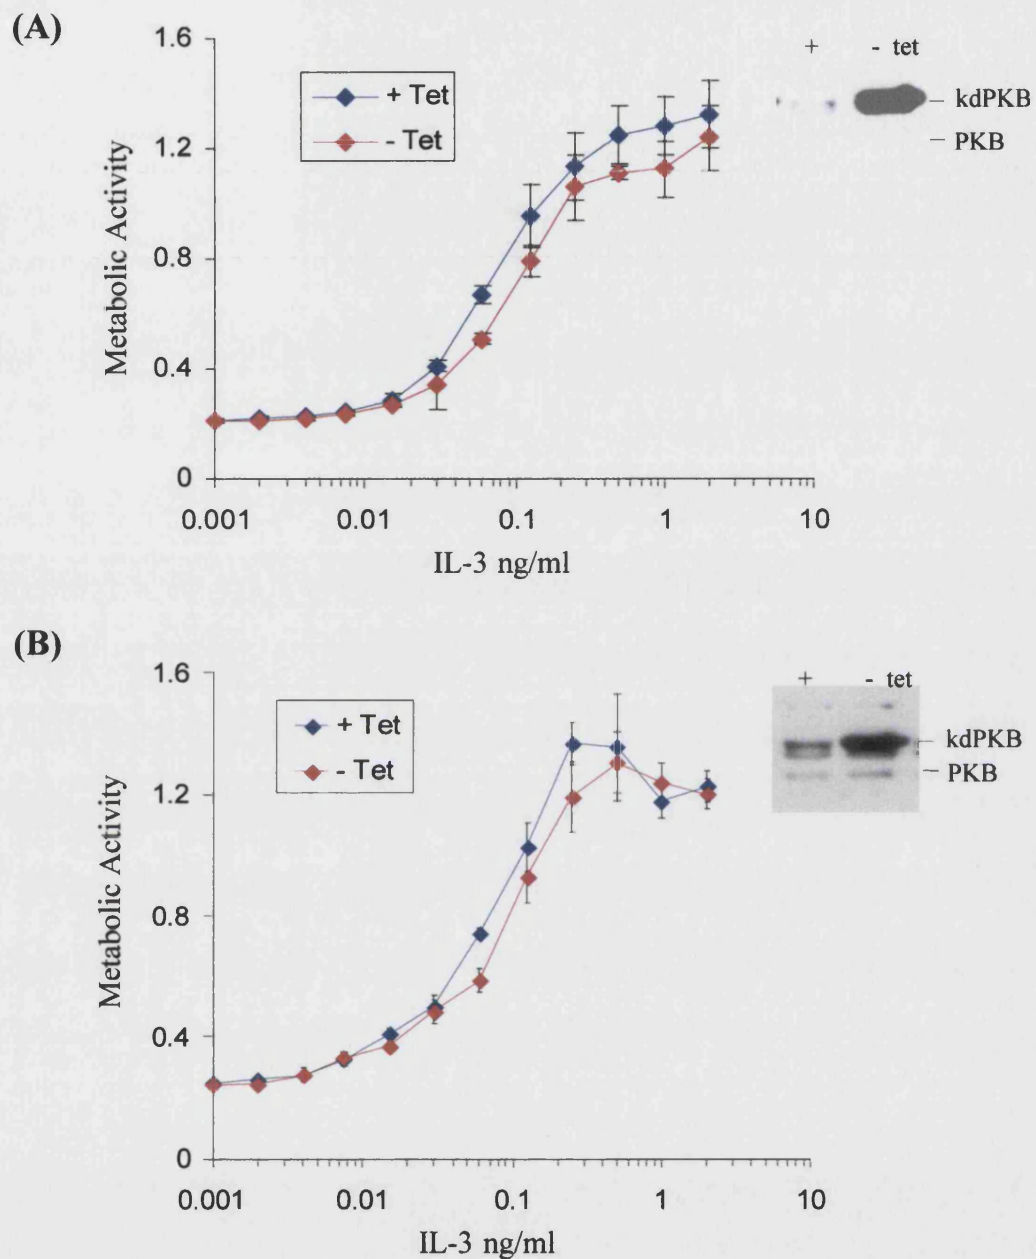 (A)
1.6
1.2
0.8
0.4
0
Metabolic Activity
+ Tet
- Tet
0.001 0.01 0.1 1 10
IL-3 ng/ml
+ - tet
kdPKB
PKB
(B)
1.6
1.2
0.8
0.4
0
Metabolic Activity
+ Tet
- Tet
0.001 0.01 0.1 1 10
IL-3 ng/ml
+ - tet
kdPKB
PKB